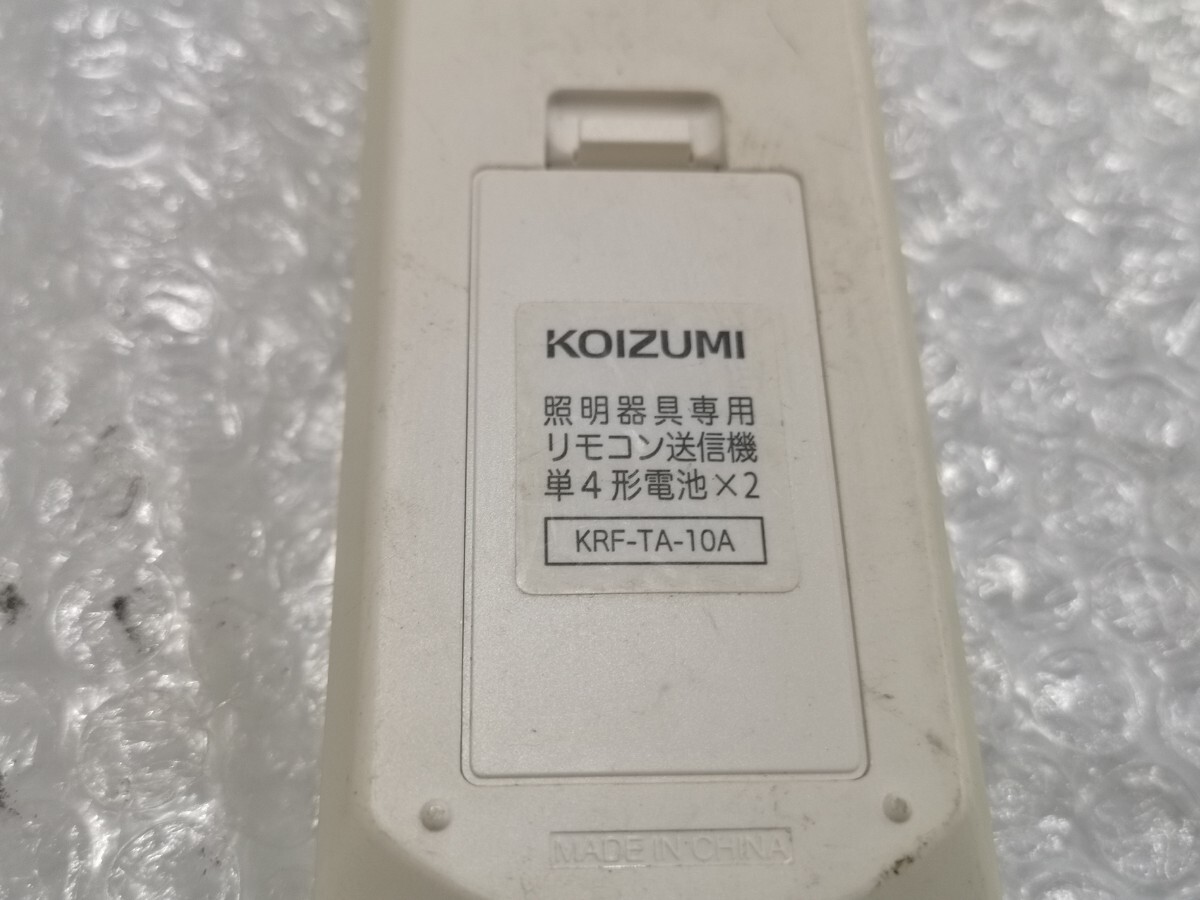 KOIZUMI
照明器具専用
リモコン送信機
単4形電池×2
KRF-TA-10A
MADE IN CHINA